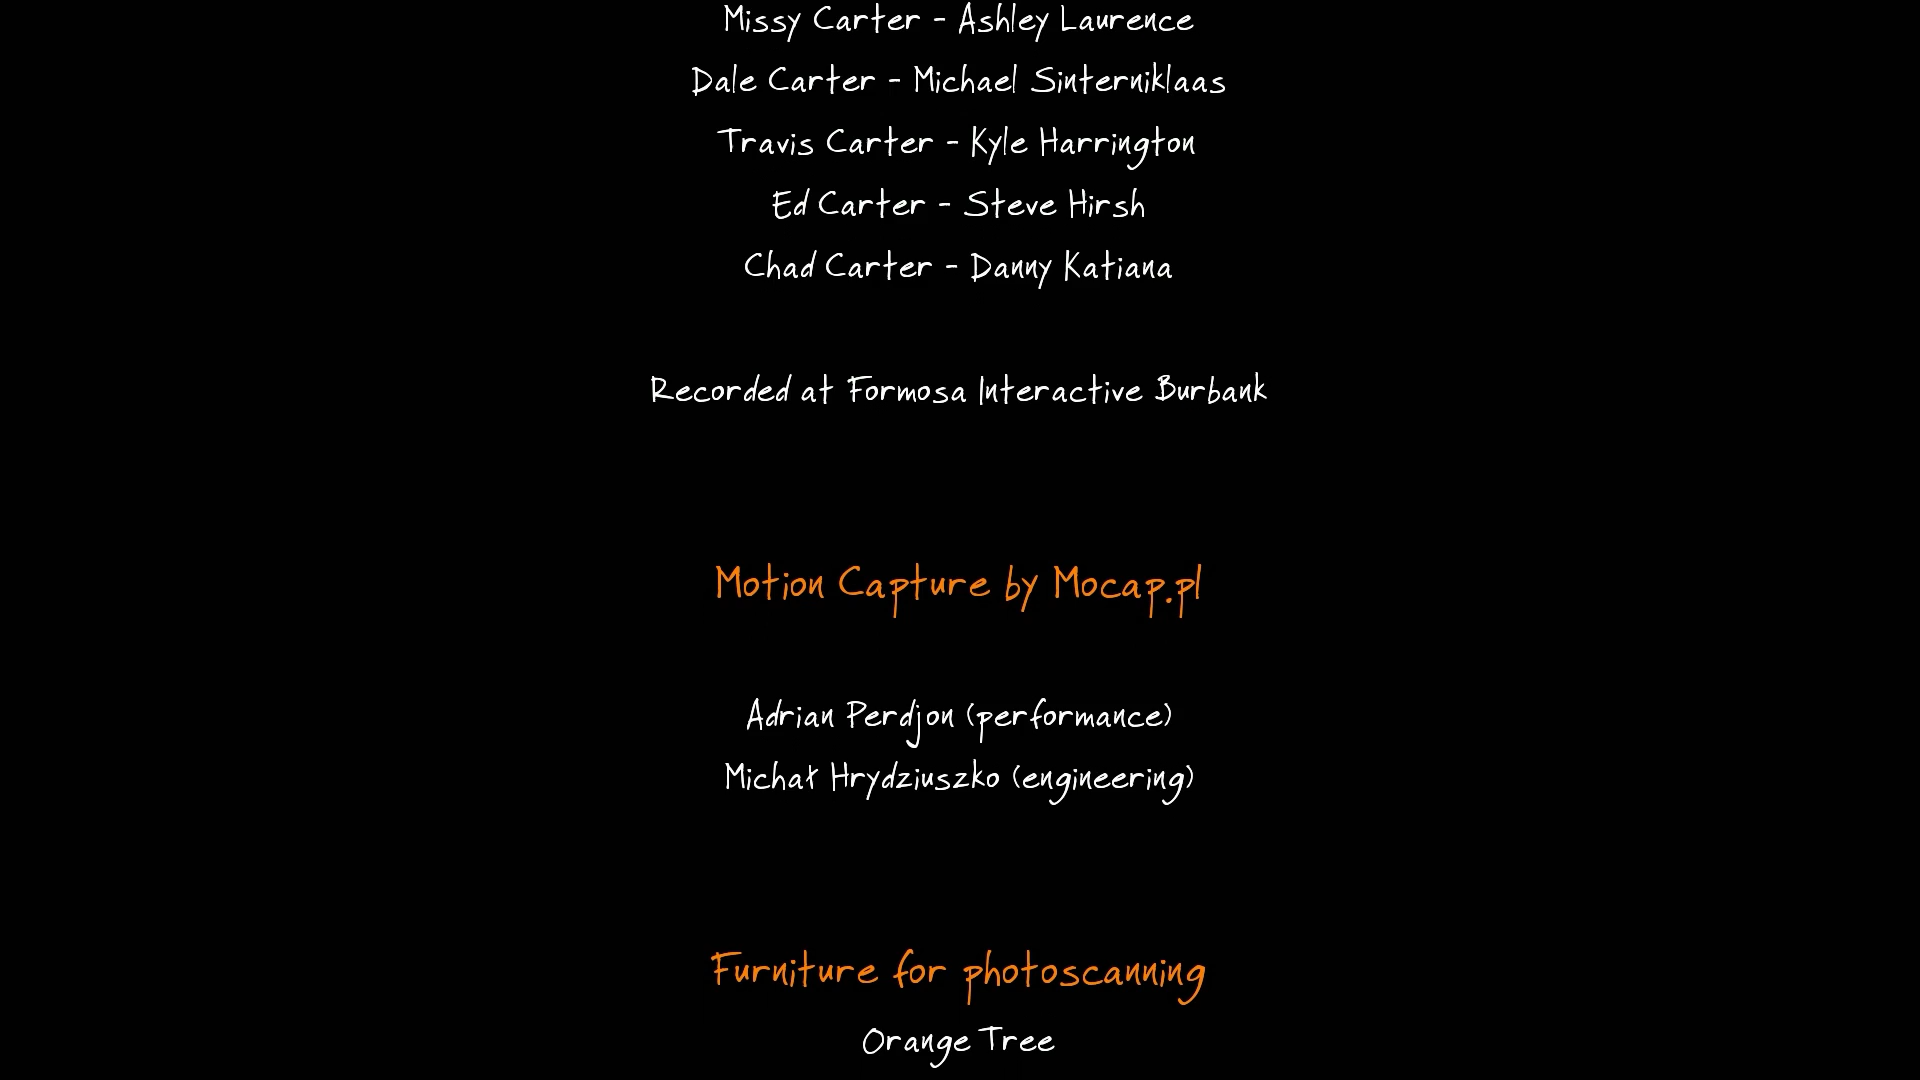 Missy Carter - Ashley Laurence
Dale Carter - Michael Sinterniklaas
Travis Carter - Kyle Harrington
Ed Carter - Steve Hirsh
Chad Carter - Danny Katiana
Recorded at Formosa Interactive Burbank
Motion Capture by Mocap.pl
Adrian Perdjon (performance)
Michał Hrydziuszko (engineering)
Furniture for photoscanning
Orange Tree